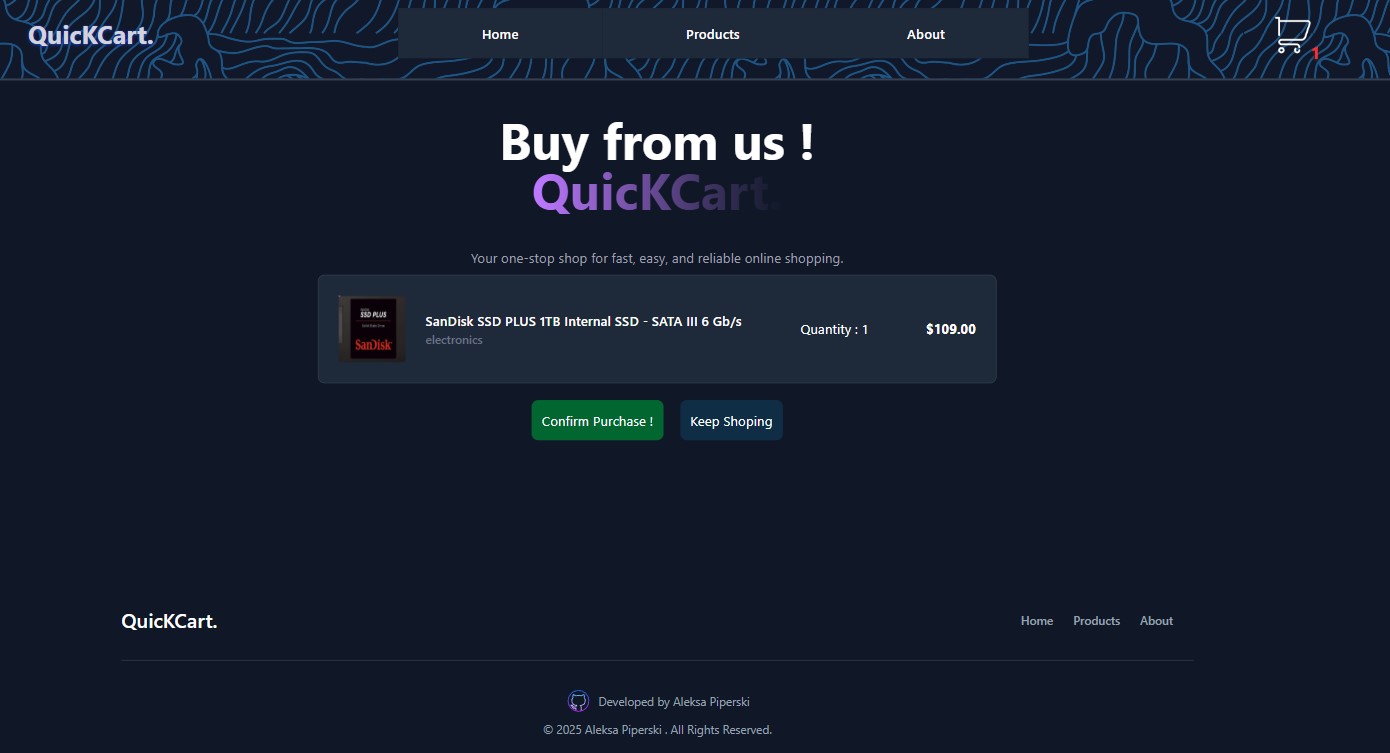 QuicKCart.
Home
Products
About
1
Buy from us !
QuicKCart.
Your one-stop shop for fast, easy, and reliable online shopping.
SSD PLUS
SanDisk
SanDisk SSD PLUS 1TB Internal SSD - SATA III 6 Gb/s
electronics
Quantity : 1
$109.00
Confirm Purchase !
Keep Shoping
QuicKCart.
Home
Products
About
Developed by Aleksa Piperski
© 2025 Aleksa Piperski . All Rights Reserved.